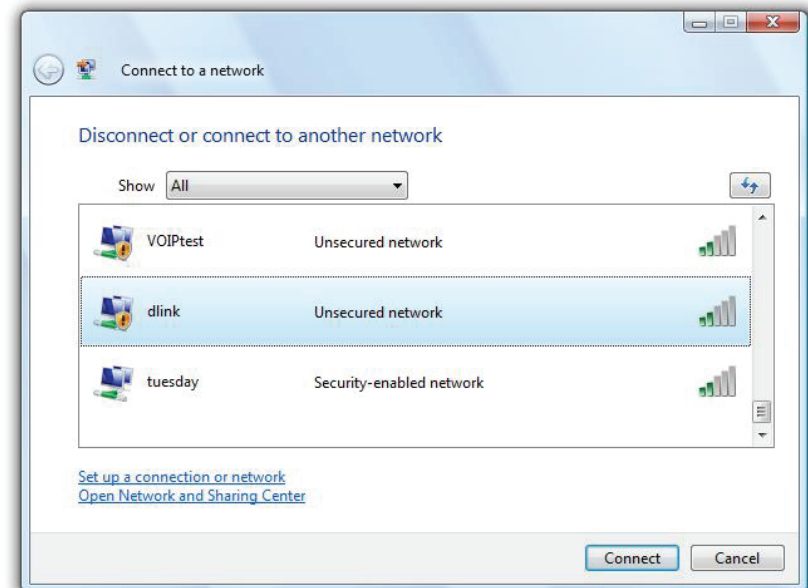 Connect to a network
Disconnect or connect to another network
Show All
VOIPtest Unsecured network
dlink Unsecured network
tuesday Security-enabled network
Set up a connection or network
Open Network and Sharing Center
Connect Cancel